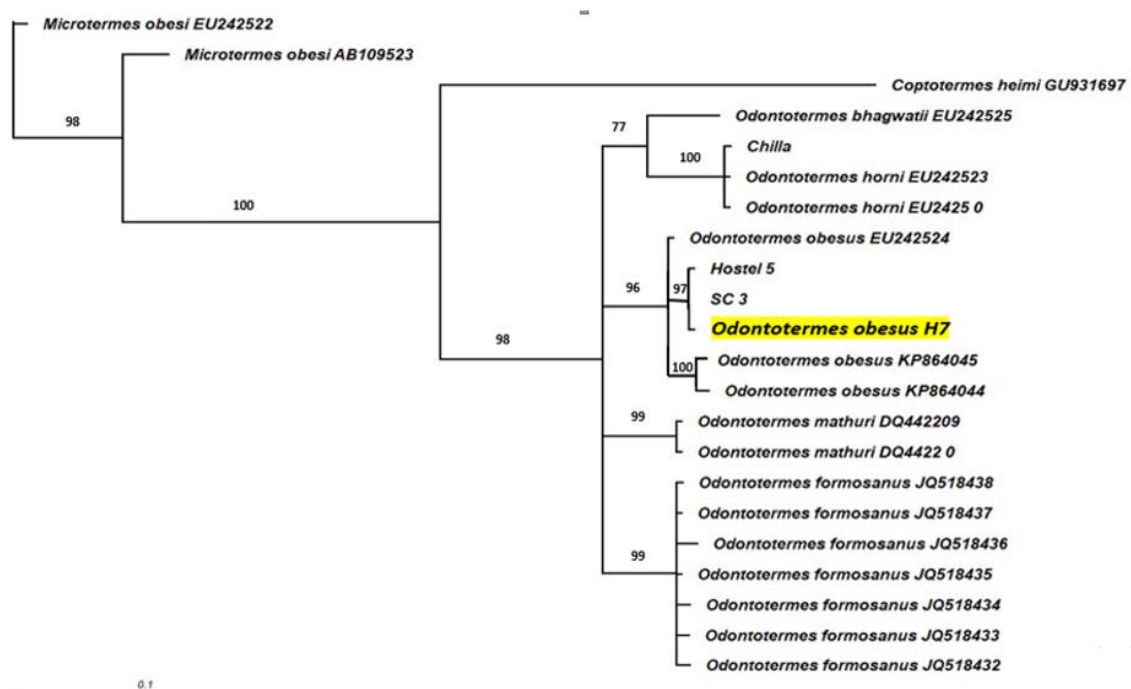 Microtermes obesi EU242522
Microtermes obesi AB109523
Coptotermes heimi GU931697
Odontotermes bhagwatii EU242525
77
Chilla
98
100
Odontotermes horni EU242523
100
Odontotermes horni EU2425 0
Odontotermes obesus EU242524
Hostel 5
96
97
SC 3
Odontotermes obesus H7
98
Odontotermes obesus KP864045
100
Odontotermes obesus KP864044
99
Odontotermes mathuri DQ442209
Odontotermes mathuri DQ4422 0
Odontotermes formosanus JQ518438
Odontotermes formosanus JQ518437
Odontotermes formosanus JQ518436
99
Odontotermes formosanus JQ518435
Odontotermes formosanus JQ518434
Odontotermes formosanus JQ518433
Odontotermes formosanus JQ518432
0.1